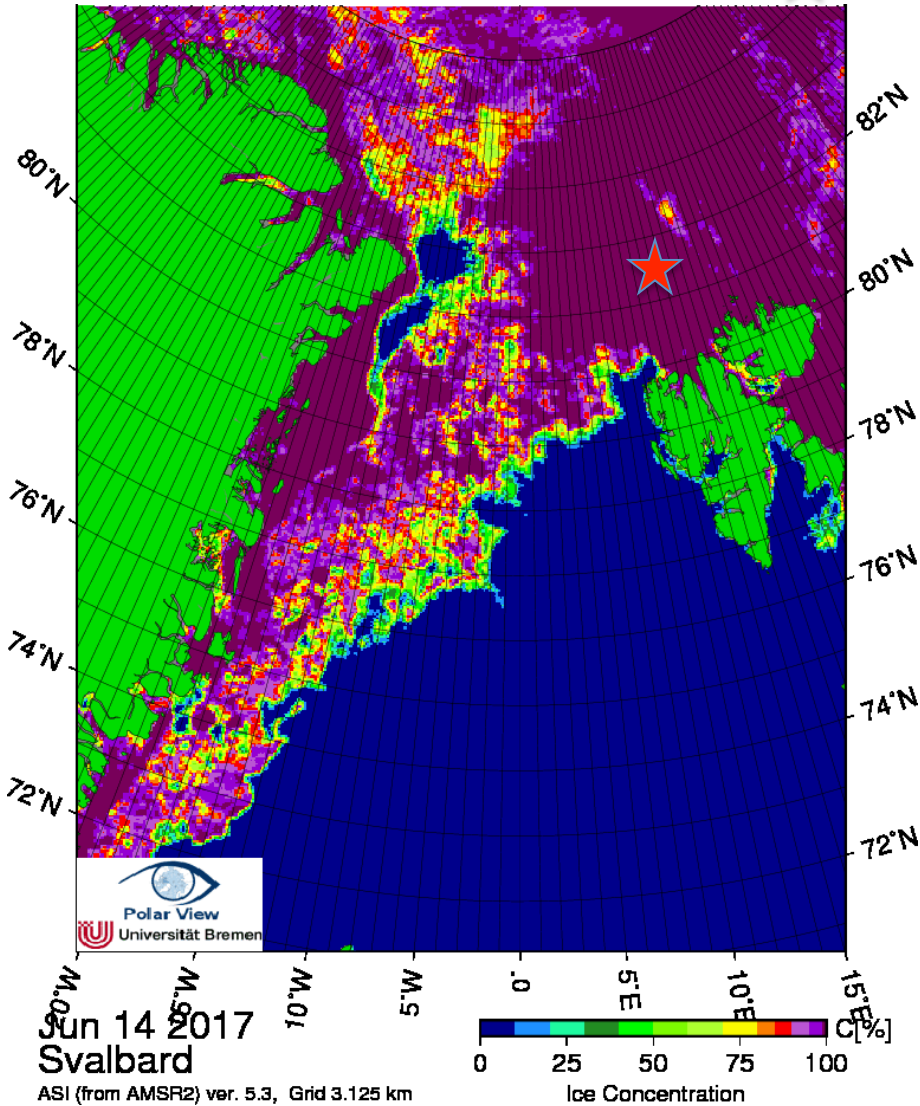 82°N
80°N
80°N
78°N
78°N
76°N
76°N
74°N
74°N
72°N
72°N
Polar View
Universität Bremen
20°W
15°W
10°W
5°W
0°
5°E
10°E
15°E
Jun 14 2017
Svalbard
ASI (from AMSR2) ver. 5.3, Grid 3.125 km
C[%]
0 25 50 75 100
Ice Concentration